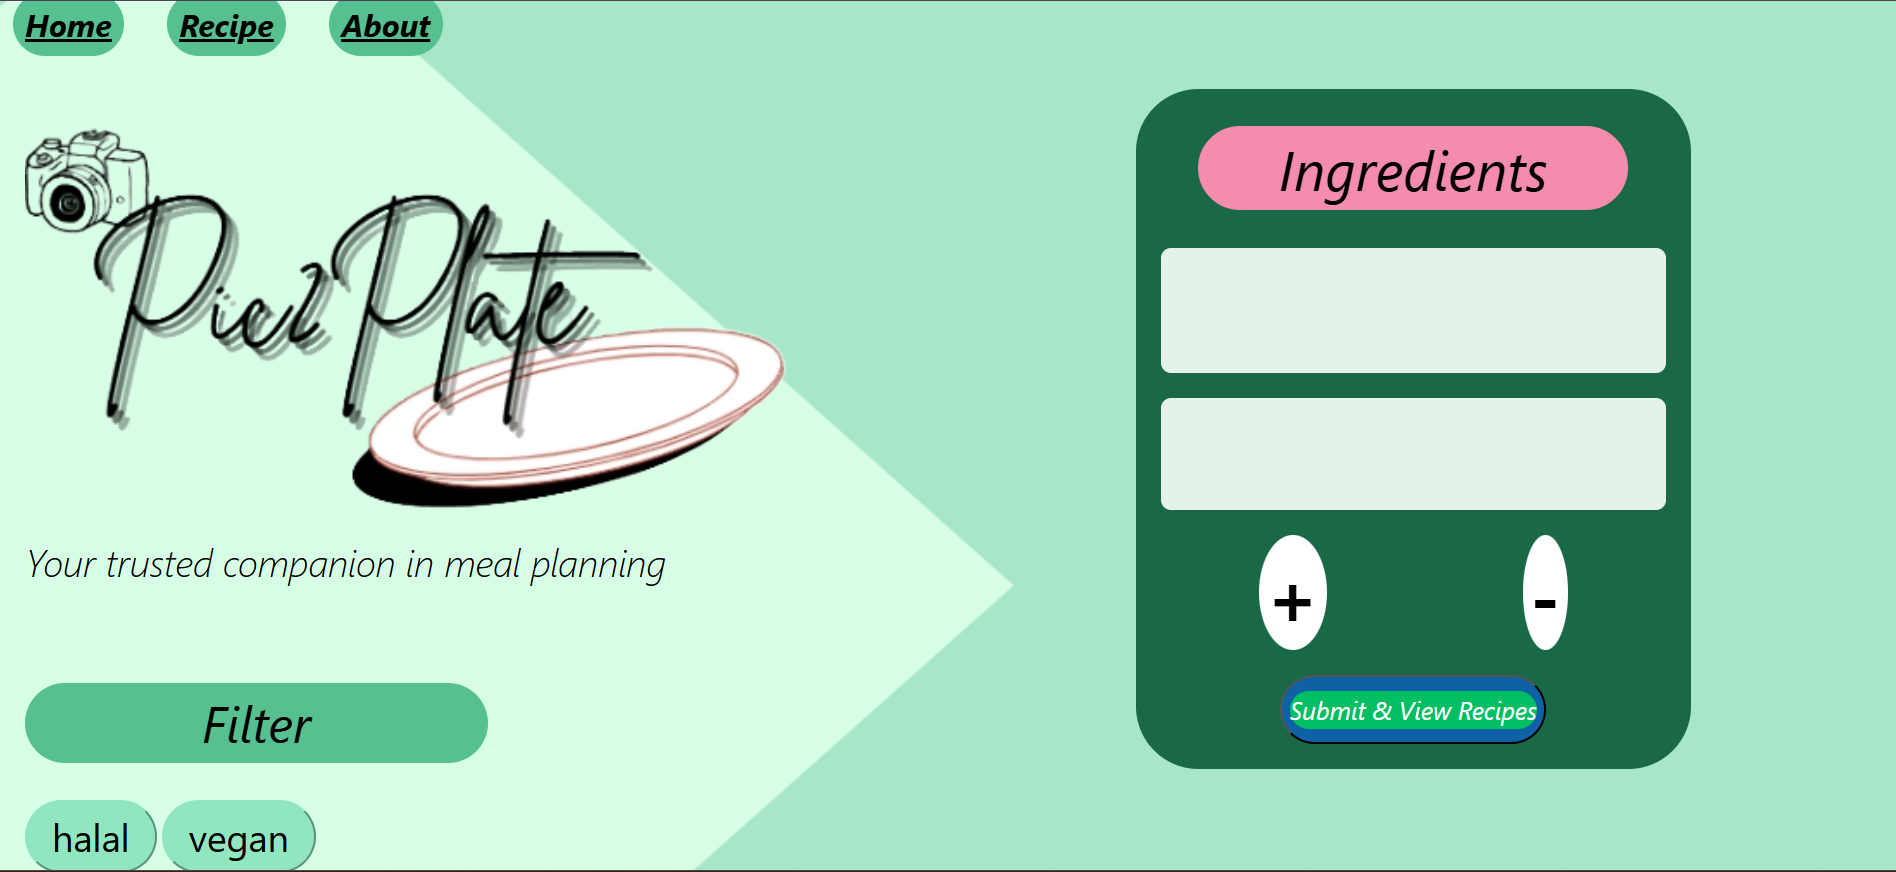 Home Recipe About
Pic2Plate
Your trusted companion in meal planning
Filter
halal vegan
Ingredients
+ -
Submit & View Recipes